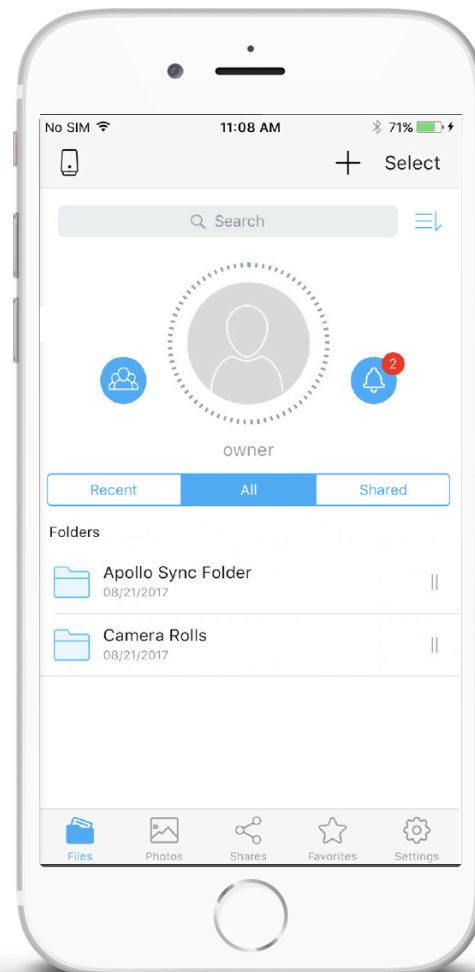 No SIM 11:08 AM 71%
Select
Search
2
owner
Recent All Shared
Folders
Apollo Sync Folder
08/21/2017
Camera Rolls
08/21/2017
Files Photos Shares Favorites Settings